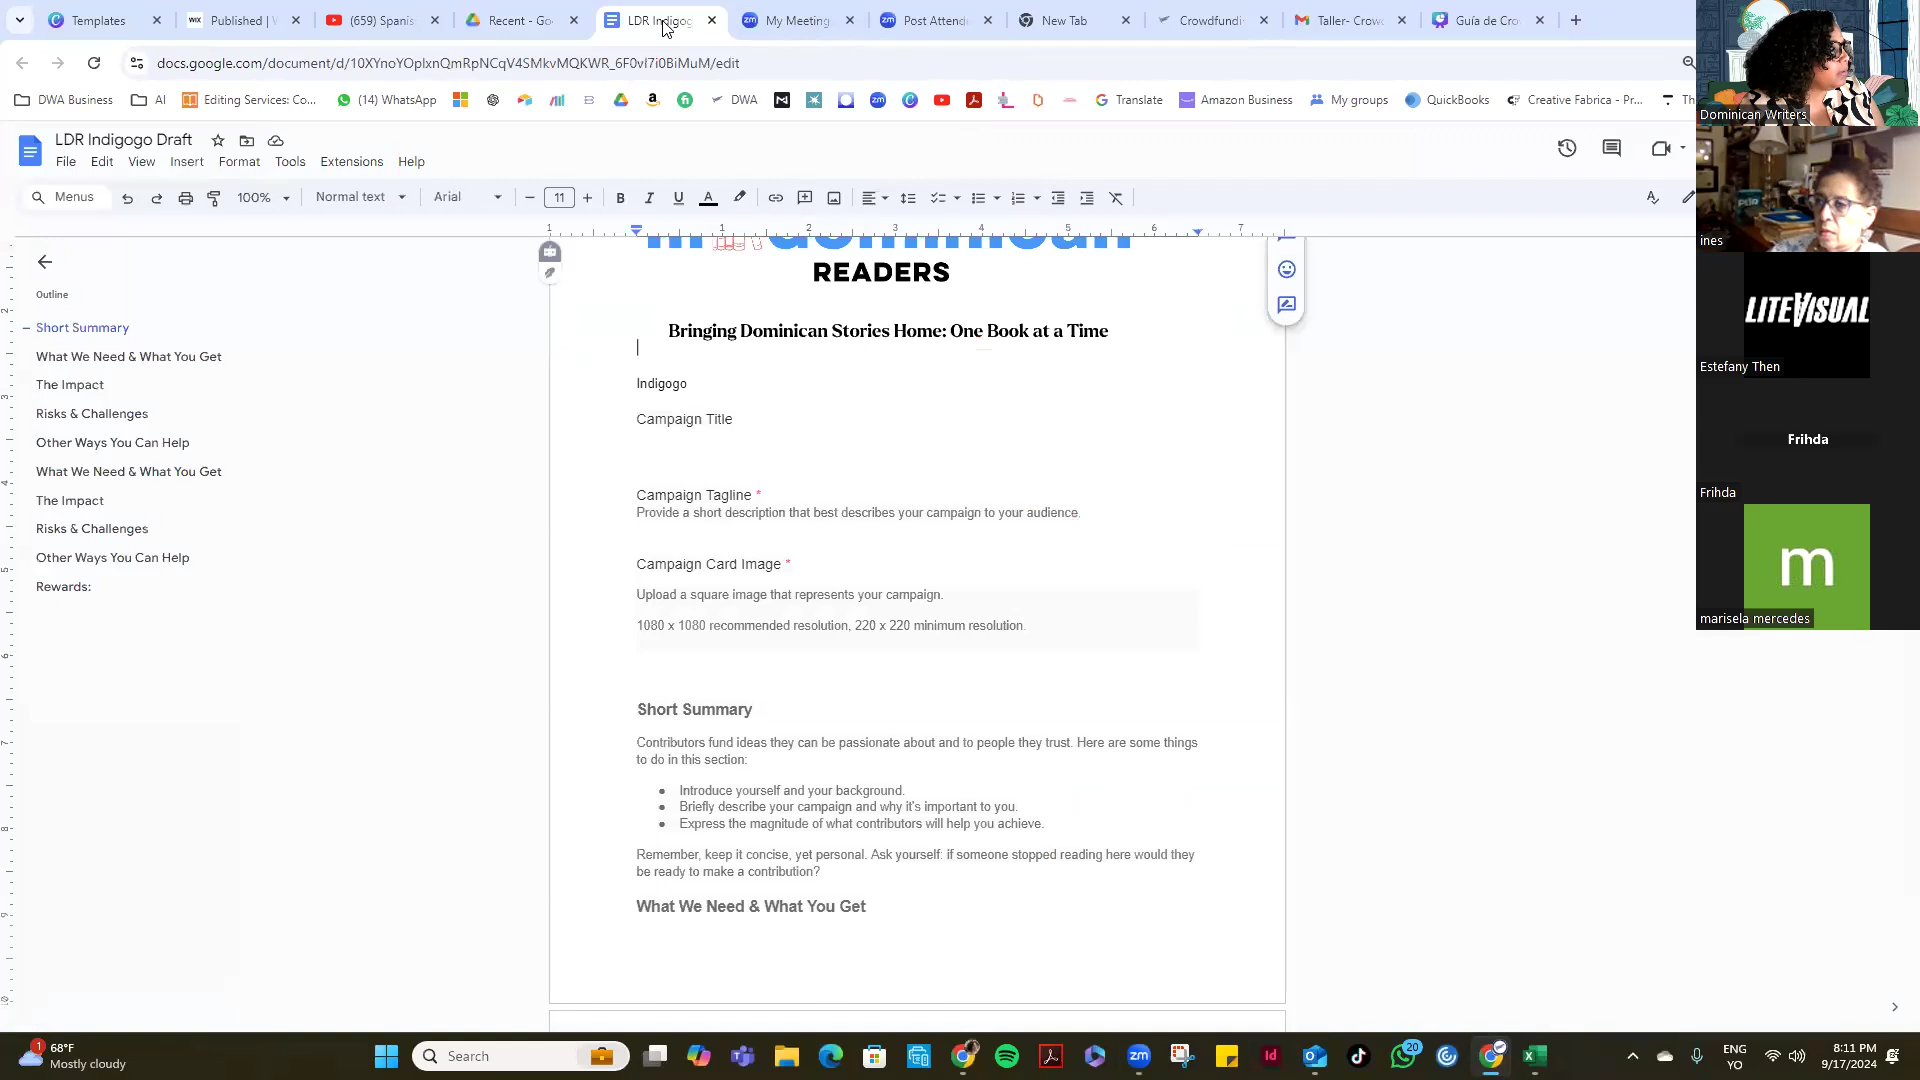 Templates
Published |
(659) Spanis
Recent - Go
LDR Indigog
My Meeting
Post Attend
New Tab
Crowdfundi
Taller- Crow
Guía de Cro
docs.google.com/document/d/10XYnoYOplxnQmRpNCqV4SMkvMQKWR_6F0vI7i0BiMuM/edit
DWA Business
AI
Editing Services: Co...
(14) WhatsApp
DWA
Translate
Amazon Business
My groups
QuickBooks
Creative Fabrica - Pr...
Th
LDR Indigogo Draft
File Edit View Insert Format Tools Extensions Help
Menus
100%
Normal text
Arial
11
1 1 2 3 4 5 6 7
Outline
Short Summary
What We Need & What You Get
The Impact
Risks & Challenges
Other Ways You Can Help
What We Need & What You Get
The Impact
Risks & Challenges
Other Ways You Can Help
Rewards:
READERS
Bringing Dominican Stories Home: One Book at a Time
Indigogo
Campaign Title
Campaign Tagline *
Provide a short description that best describes your campaign to your audience.
Campaign Card Image *
Upload a square image that represents your campaign.
1080 x 1080 recommended resolution, 220 x 220 minimum resolution.
Short Summary
Contributors fund ideas they can be passionate about and to people they trust. Here are some things
to do in this section:
● Introduce yourself and your background.
● Briefly describe your campaign and why it's important to you.
● Express the magnitude of what contributors will help you achieve.
Remember, keep it concise, yet personal. Ask yourself: if someone stopped reading here would they
be ready to make a contribution?
What We Need & What You Get
Dominican Writers
ines
LITEVISUAL
Estefany Then
Frihda
Frihda
m
marisela mercedes
1
68°F
Mostly cloudy
Search
20
ENG
YO
8:11 PM
9/17/2024